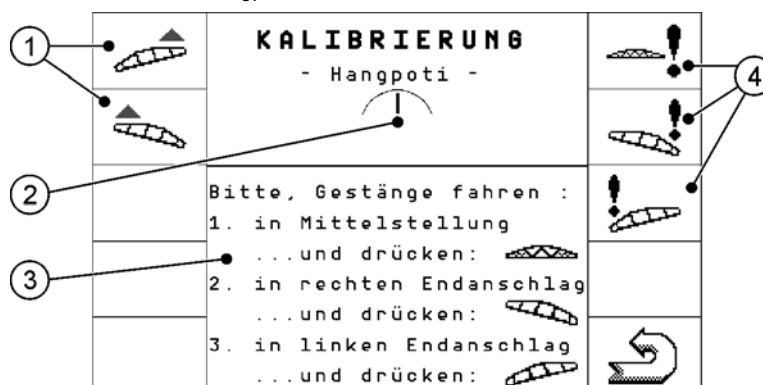 KALIBRIERUNG
- Hangpoti -
Bitte, Gestänge fahren :
1. in Mittelstellung
...und drücken:
2. in rechten Endanschlag
...und drücken:
3. in linken Endanschlag
...und drücken:
1
2
3
4